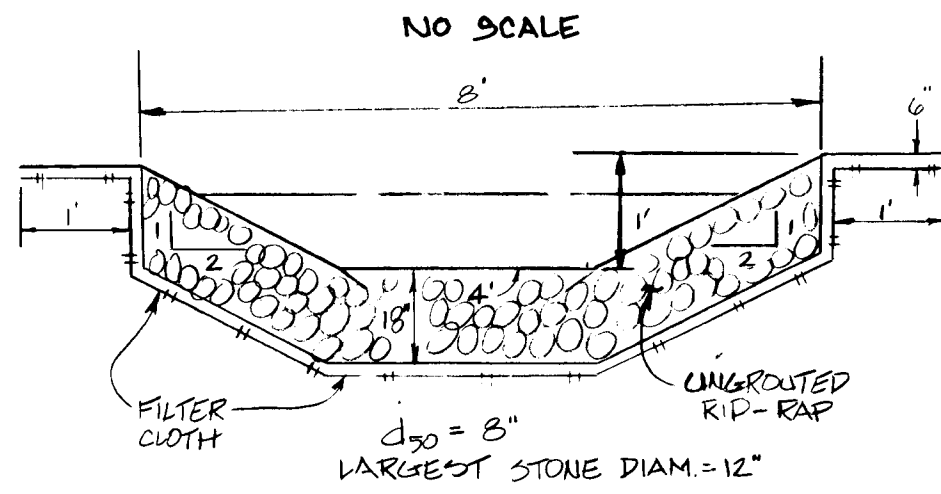 NO SCALE
8'
6"
1'
1'
1'
1
2
1
2
4'
18"
FILTER
CLOTH
UNGROUTED
RIP-RAP
d50 = 8"
LARGEST STONE DIAM. = 12"